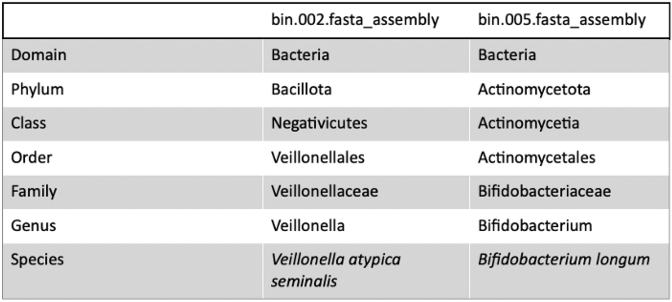 bin.002.fasta_assembly bin.005.fasta_assembly
Domain Bacteria Bacteria
Phylum Bacillota Actinomycetota
Class Negativicutes Actinomycetia
Order Veillonellales Actinomycetales
Family Veillonellaceae Bifidobacteriaceae
Genus Veillonella Bifidobacterium
Species Veillonella atypica Bifidobacterium longum
seminalis